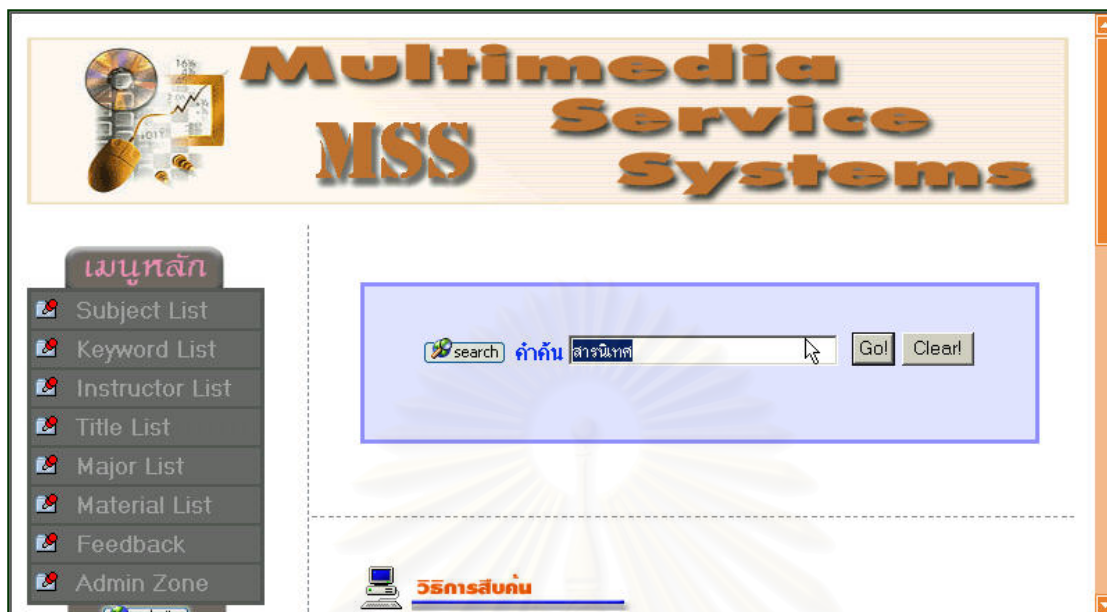 Multimedia
Service
MSS
Systems
เมนูหลัก
Subject List
Keyword List
Instructor List
Title List
Major List
Material List
Feedback
Admin Zone
search คำค้น สารนิเทศ Go! Clear!
วิธิการสืบค้น